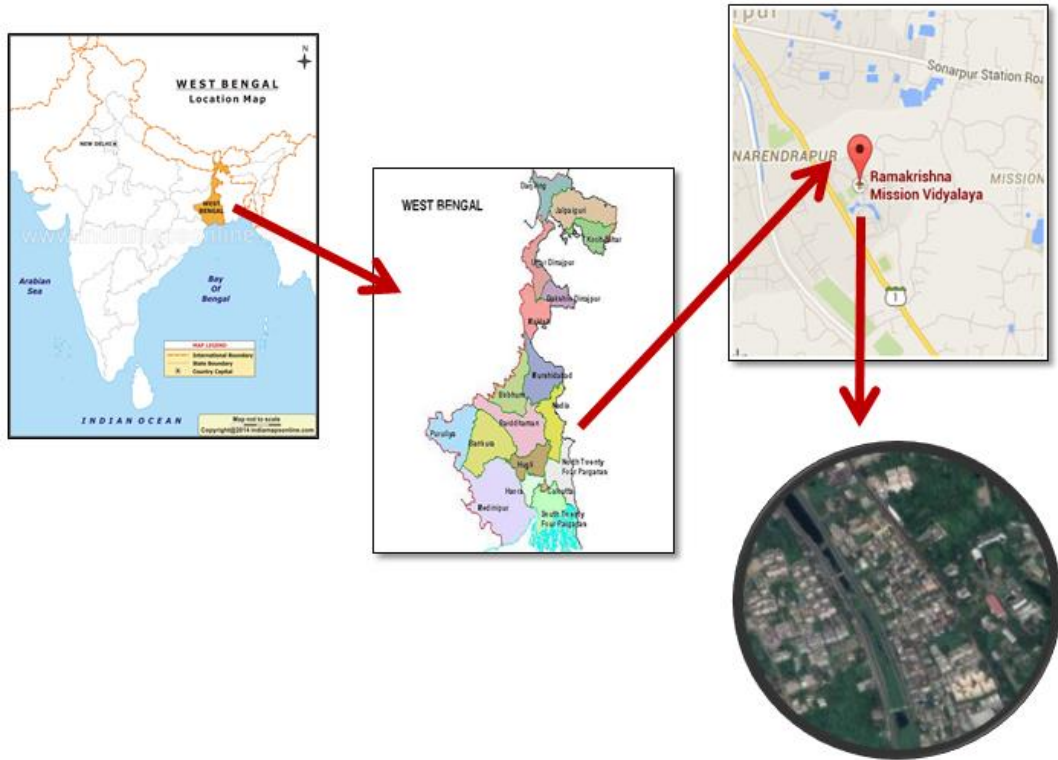 N
WEST BENGAL
Location Map
NEW DELHI
WEST
BENGAL
Arabian
Sea
Bay
Of
Bengal
MAP LEGEND
International Boundary
State Boundary
Country Capital
INDIAN OCEAN
Map not to scale
Copyright@2014 indiamapsonline.com
WEST BENGAL
Jalpaiguri
Koch Bihar
Uttar Dinajpur
Dakshin Dinajpur
Maldah
Murshidabad
Birbhum
Nadia
Barddhaman
Puruliya
Bankura
Hugli
North Twenty
Four Parganas
Haora
Calcutta
Medinipur
South Twenty
Four Parganas
Sonarpur Station Roa
NARENDRAPUR
Ramakrishna
Mission Vidyalaya
MISSION
1